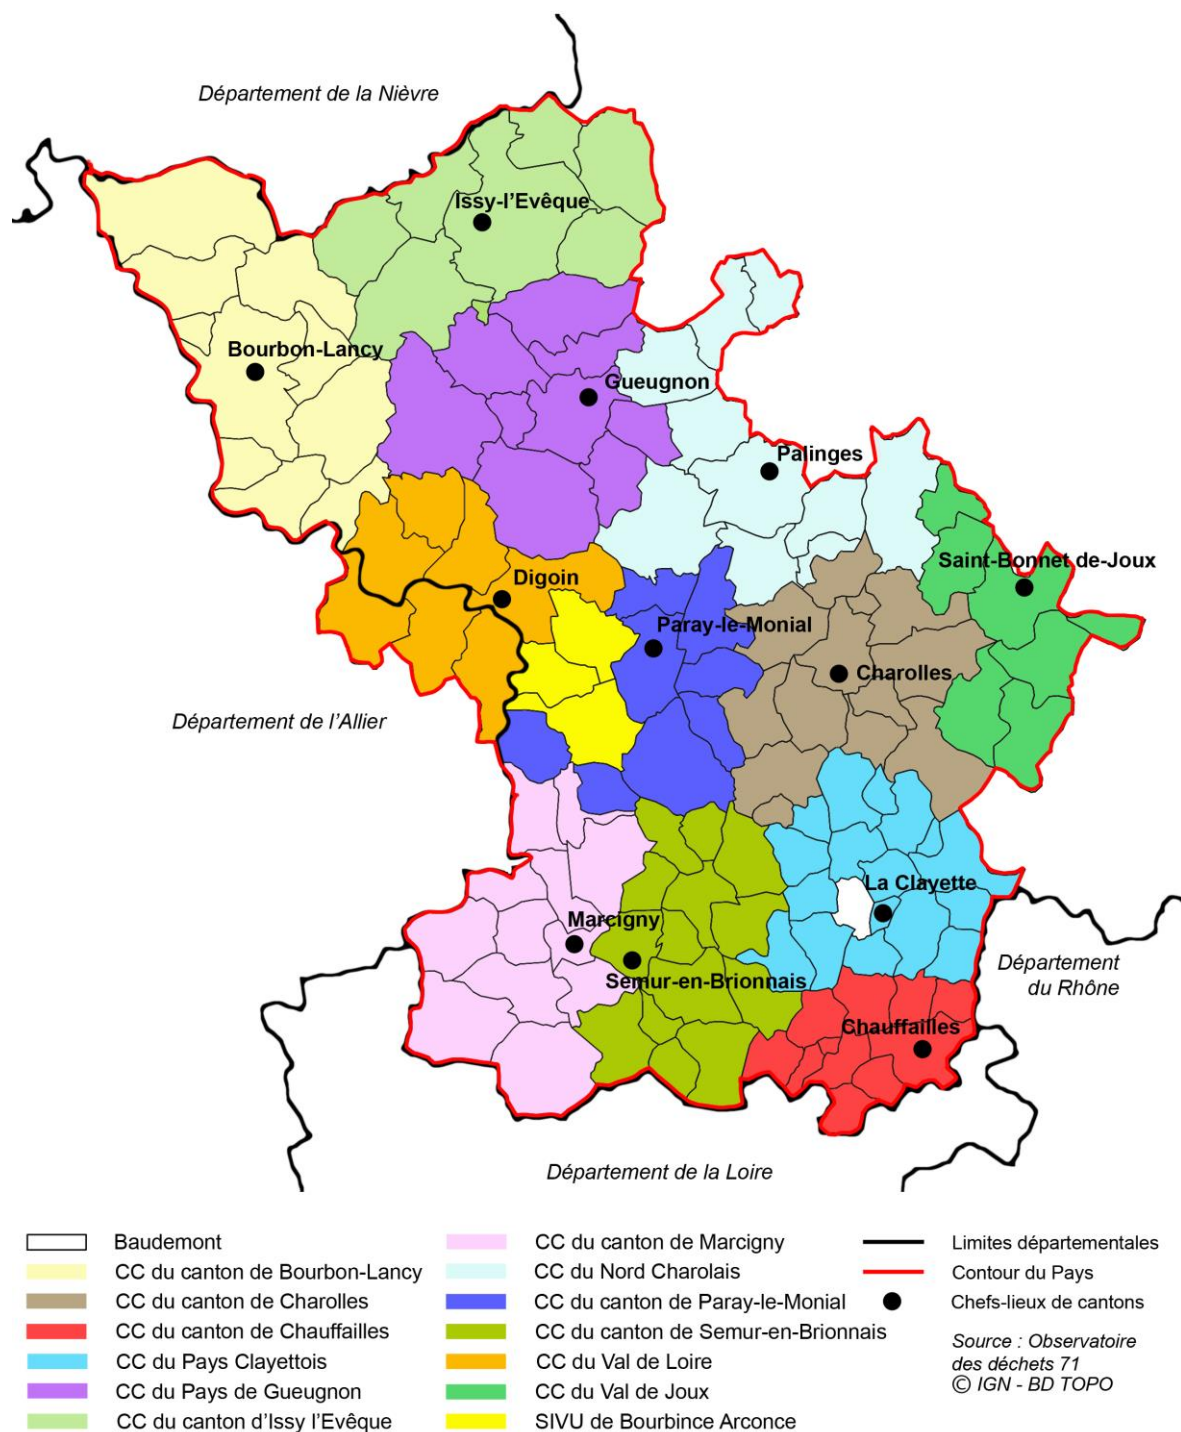 Département de la Nièvre
Issy-l'Evêque
Bourbon-Lancy
Gueugnon
Palinges
Saint-Bonnet de-Joux
Digoin
Paray-le-Monial
Charolles
Département de l'Allier
La Clayette
Marcigny
Semur-en-Brionnais
Département
du Rhône
Chauffailles
Département de la Loire
Baudemont
CC du canton de Bourbon-Lancy
CC du canton de Charolles
CC du canton de Chauffailles
CC du Pays Clayettois
CC du Pays de Gueugnon
CC du canton d'Issy l'Evêque
CC du canton de Marcigny
CC du Nord Charolais
CC du canton de Paray-le-Monial
CC du canton de Semur-en-Brionnais
CC du Val de Loire
CC du Val de Joux
SIVU de Bourbince Arconce
Limites départementales
Contour du Pays
Chefs-lieux de cantons
Source : Observatoire
des déchets 71
© IGN - BD TOPO